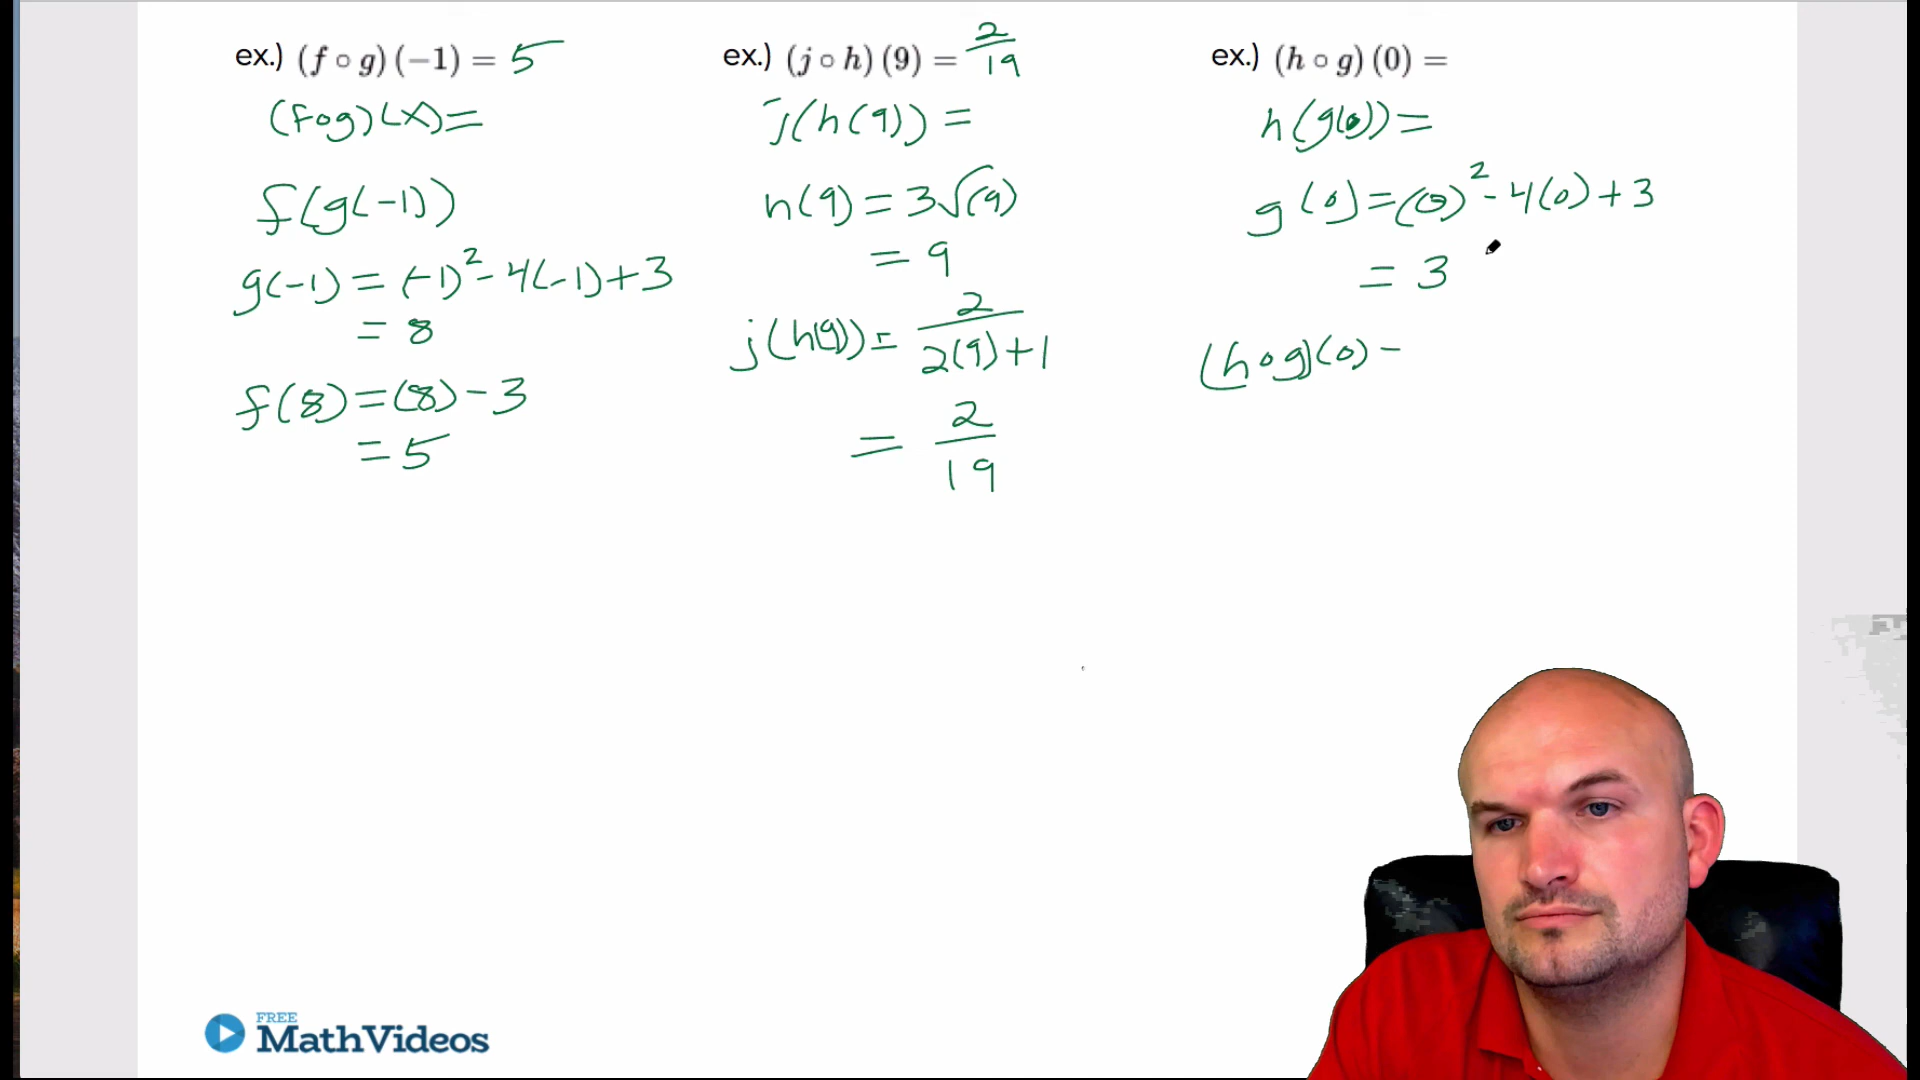 ex.) (f ∘ g) (−1) = 5
(f∘g)(x)=
f(g(-1))
g(-1) = (-1)² - 4(-1) + 3
= 8
f(8) = (8) - 3
= 5
ex.) (j ∘ h) (9) = 2/19
j(h(9)) =
h(9) = 3√(9)
= 9
j(h(9)) = 2/(2(9)+1)
= 2/19
ex.) (h ∘ g) (0) =
h(g(0)) =
g(0) = (0)² - 4(0) + 3
= 3
(h∘g)(0) -
FREE
MathVideos